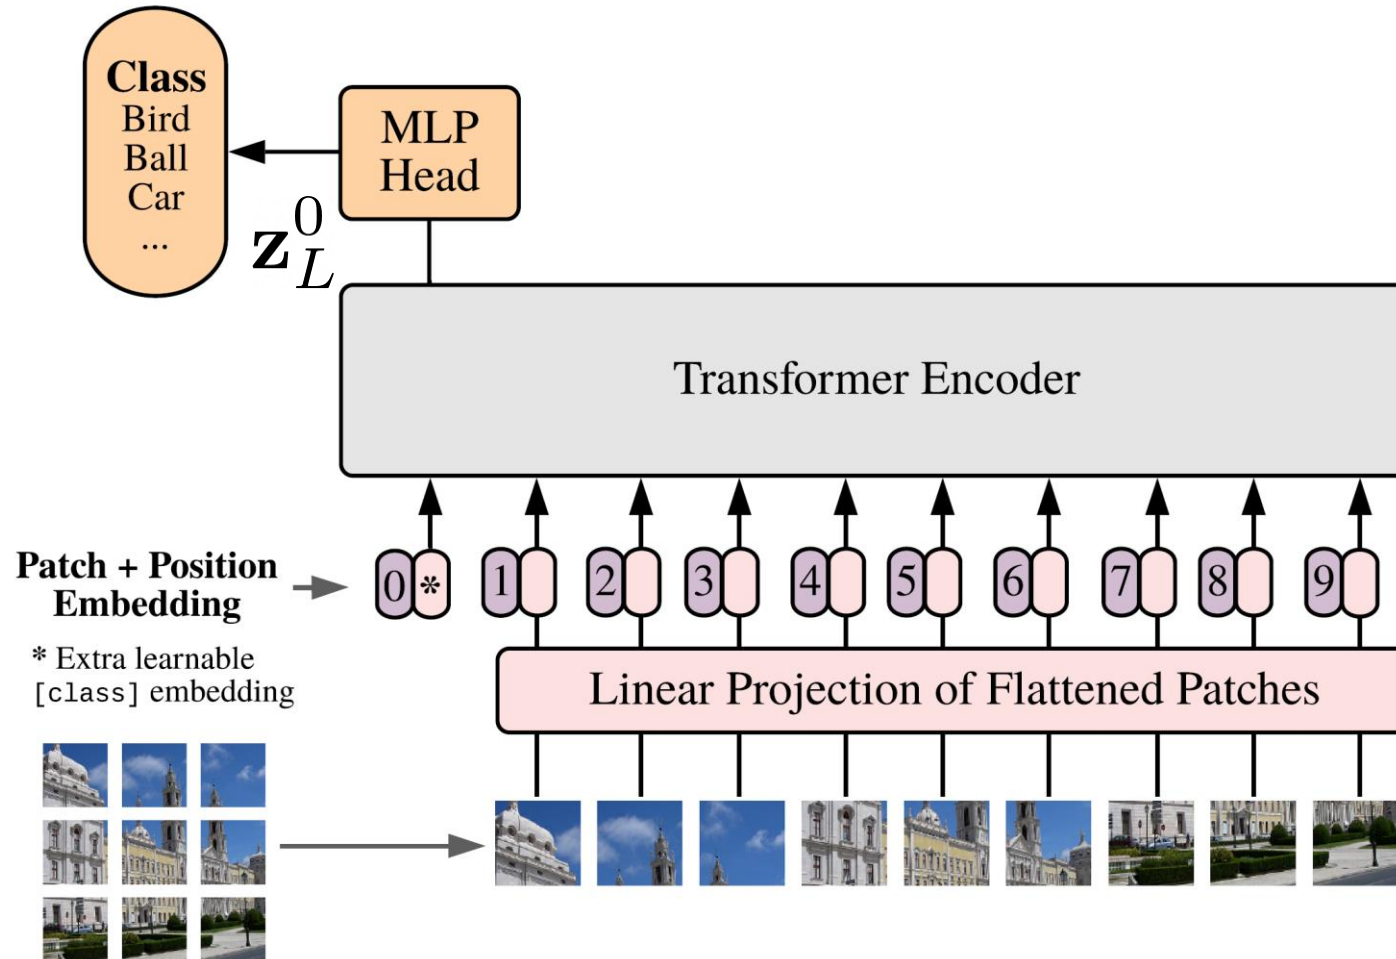 Class
Bird
Ball
Car
...
MLP
Head
z_L^0
Transformer Encoder
Patch + Position
Embedding
0 * 1 2 3 4 5 6 7 8 9
* Extra learnable
[class] embedding
Linear Projection of Flattened Patches